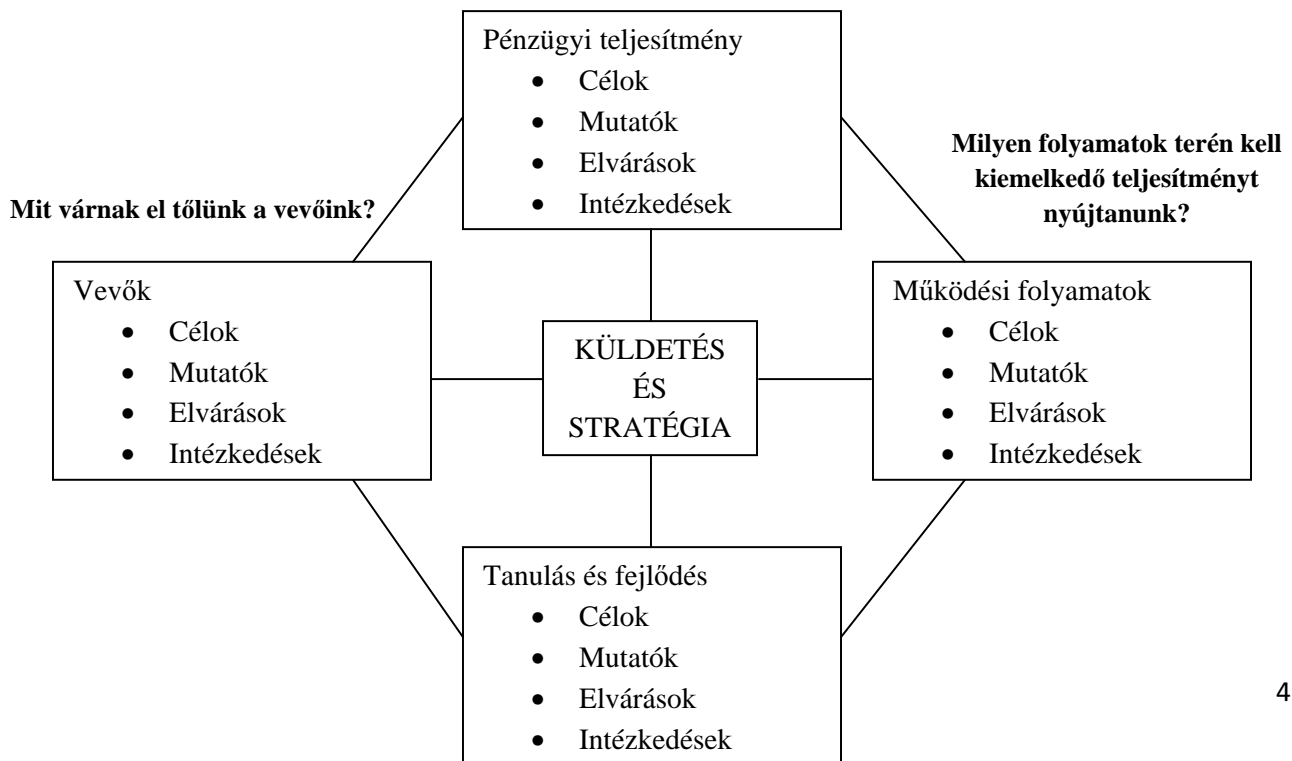 Pénzügyi teljesítmény
• Célok
• Mutatók
• Elvárások
• Intézkedések
Mit várnak el tőlünk a vevőink?
Milyen folyamatok terén kell
kiemelkedő teljesítményt
nyújtanunk?
Vevők
• Célok
• Mutatók
• Elvárások
• Intézkedések
KÜLDETÉS
ÉS
STRATÉGIA
Működési folyamatok
• Célok
• Mutatók
• Elvárások
• Intézkedések
Tanulás és fejlődés
• Célok
• Mutatók
• Elvárások
• Intézkedések
4